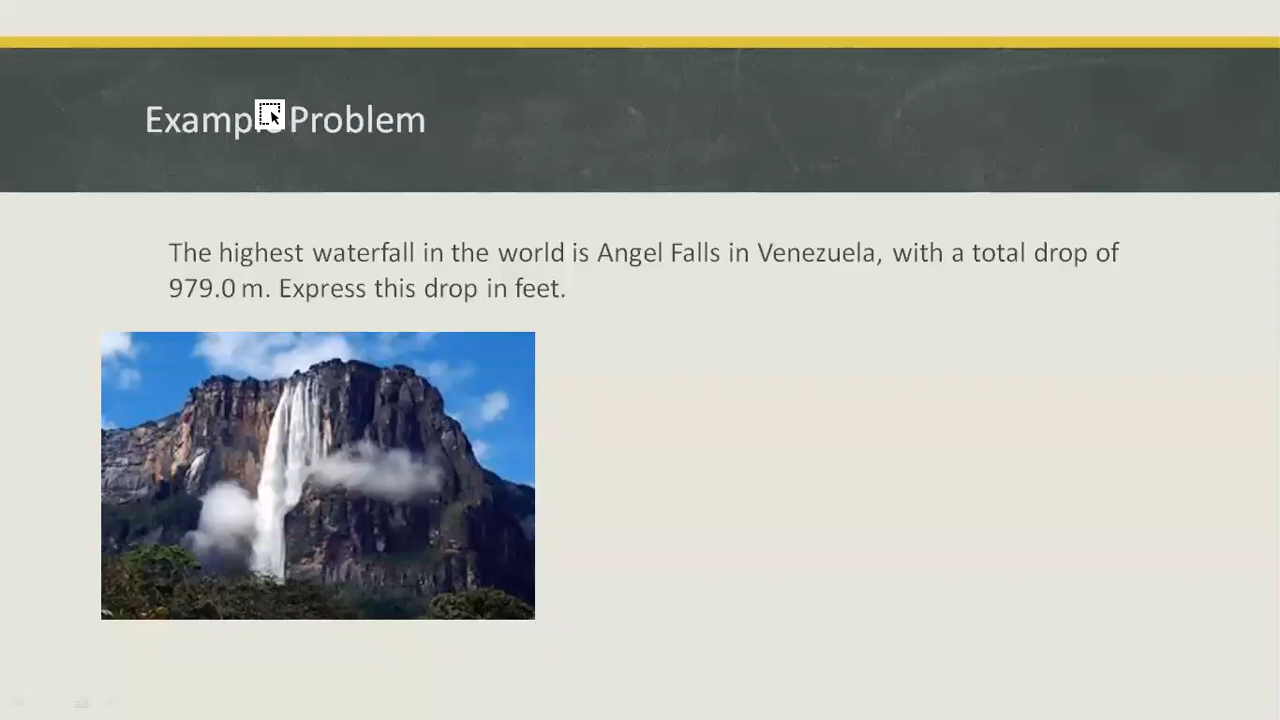 Example Problem
The highest waterfall in the world is Angel Falls in Venezuela, with a total drop of
979.0 m. Express this drop in feet.